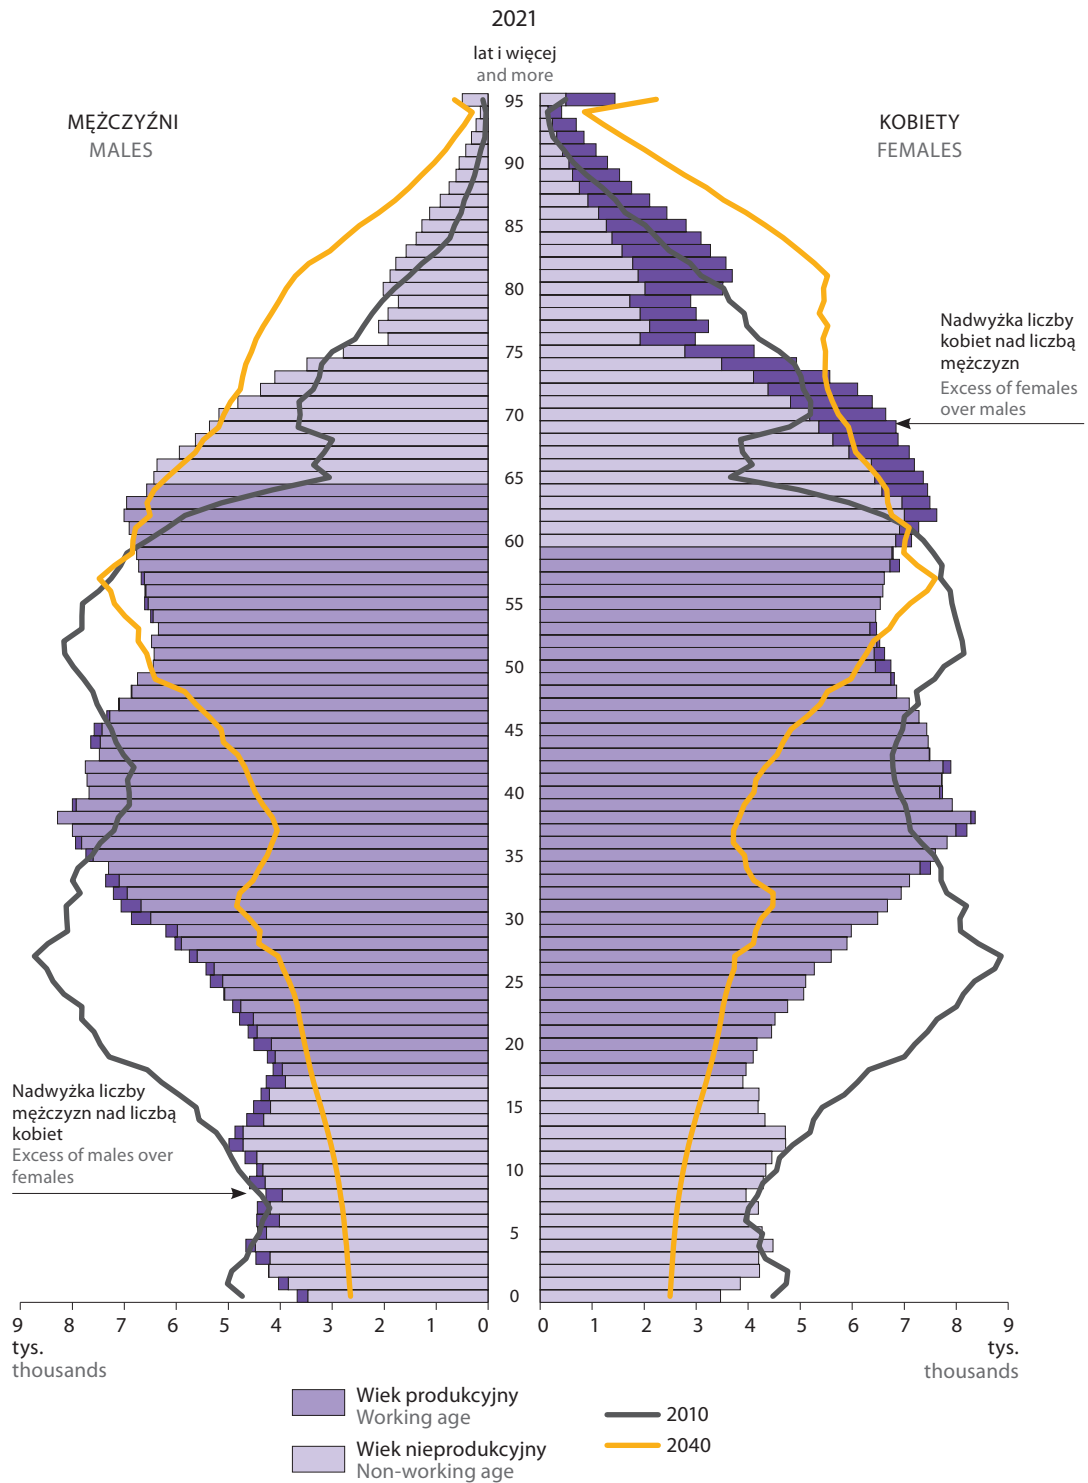 2021
lat i więcej
and more
MĘŻCZYŹNI
MALES
KOBIETY
FEMALES
95
90
85
80
75
70
65
60
55
50
45
40
35
30
25
20
15
10
5
0
Nadwyżka liczby
kobiet nad liczbą
mężczyzn
Excess of females
over males
Nadwyżka liczby
mężczyzn nad liczbą
kobiet
Excess of males over
females
9 8 7 6 5 4 3 2 1 0
tys.
thousands
0 1 2 3 4 5 6 7 8 9
tys.
thousands
Wiek produkcyjny
Working age
Wiek nieprodukcyjny
Non-working age
2010
2040